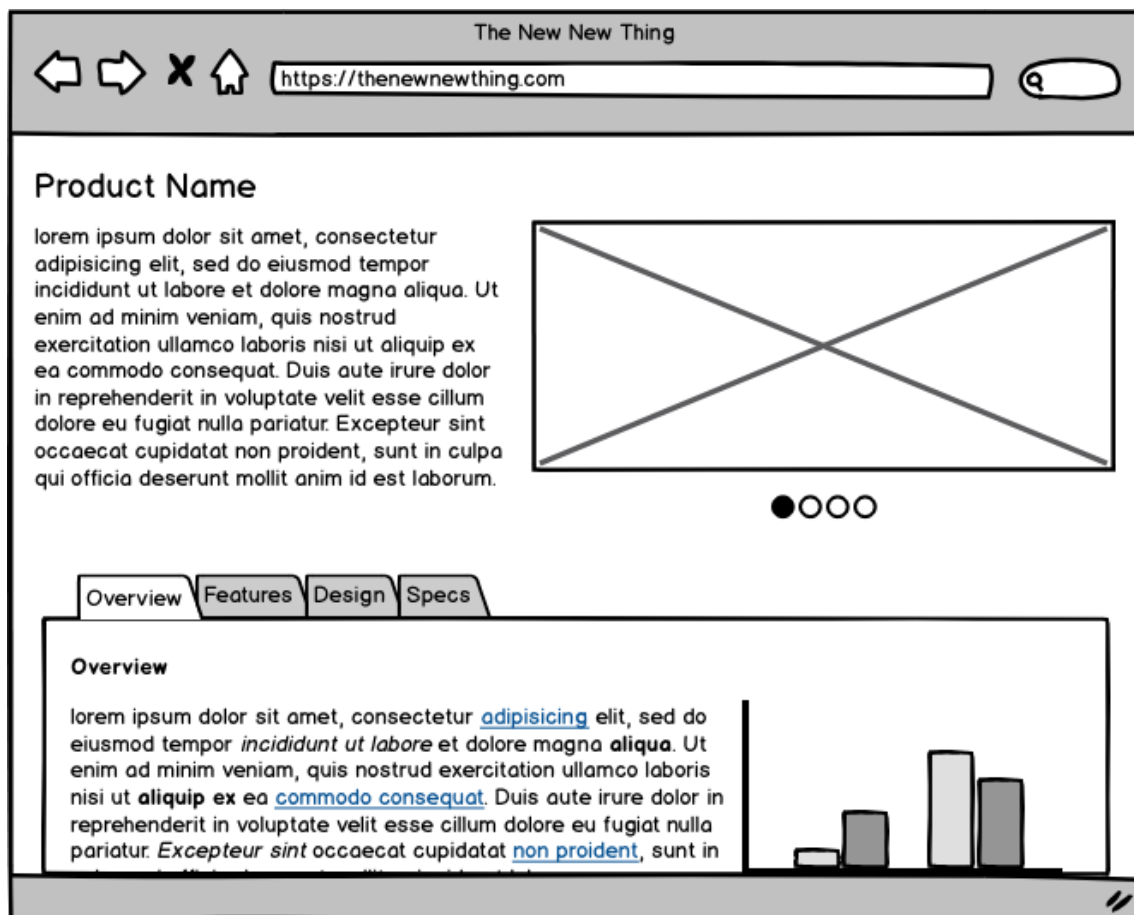 The New New Thing
https://thenewnewthing.com
Product Name
lorem ipsum dolor sit amet, consectetur
adipisicing elit, sed do eiusmod tempor
incididunt ut labore et dolore magna aliqua. Ut
enim ad minim veniam, quis nostrud
exercitation ullamco laboris nisi ut aliquip ex
ea commodo consequat. Duis aute irure dolor
in reprehenderit in voluptate velit esse cillum
dolore eu fugiat nulla pariatur. Excepteur sint
occaecat cupidatat non proident, sunt in culpa
qui officia deserunt mollit anim id est laborum.
Overview Features Design Specs
Overview
lorem ipsum dolor sit amet, consectetur adipisicing elit, sed do
eiusmod tempor incididunt ut labore et dolore magna aliqua. Ut
enim ad minim veniam, quis nostrud exercitation ullamco laboris
nisi ut aliquip ex ea commodo consequat. Duis aute irure dolor in
reprehenderit in voluptate velit esse cillum dolore eu fugiat nulla
pariatur. Excepteur sint occaecat cupidatat non proident, sunt in